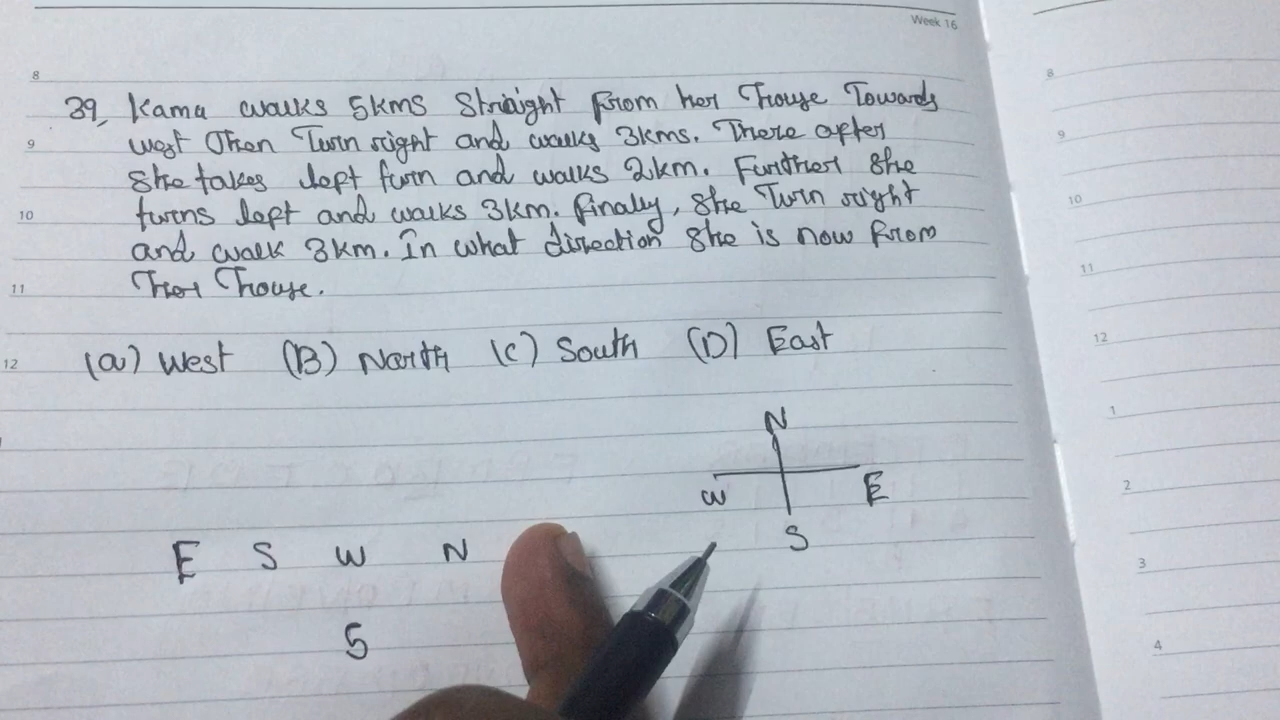 Week 16
8
39, Kama walks 5kms Straight from her House Towards
9
west Then Turn right and walks 3kms. There after
She takes left turn and walks 2km. Further She
10
turns left and walks 3km. Finally, She Turn right
and walk 3km. In what direction She is now From
11
Her House.
12
(a) West (B) North (C) South (D) East
N
W E
S
E S W N
5
8
9
10
11
12
1
2
3
4